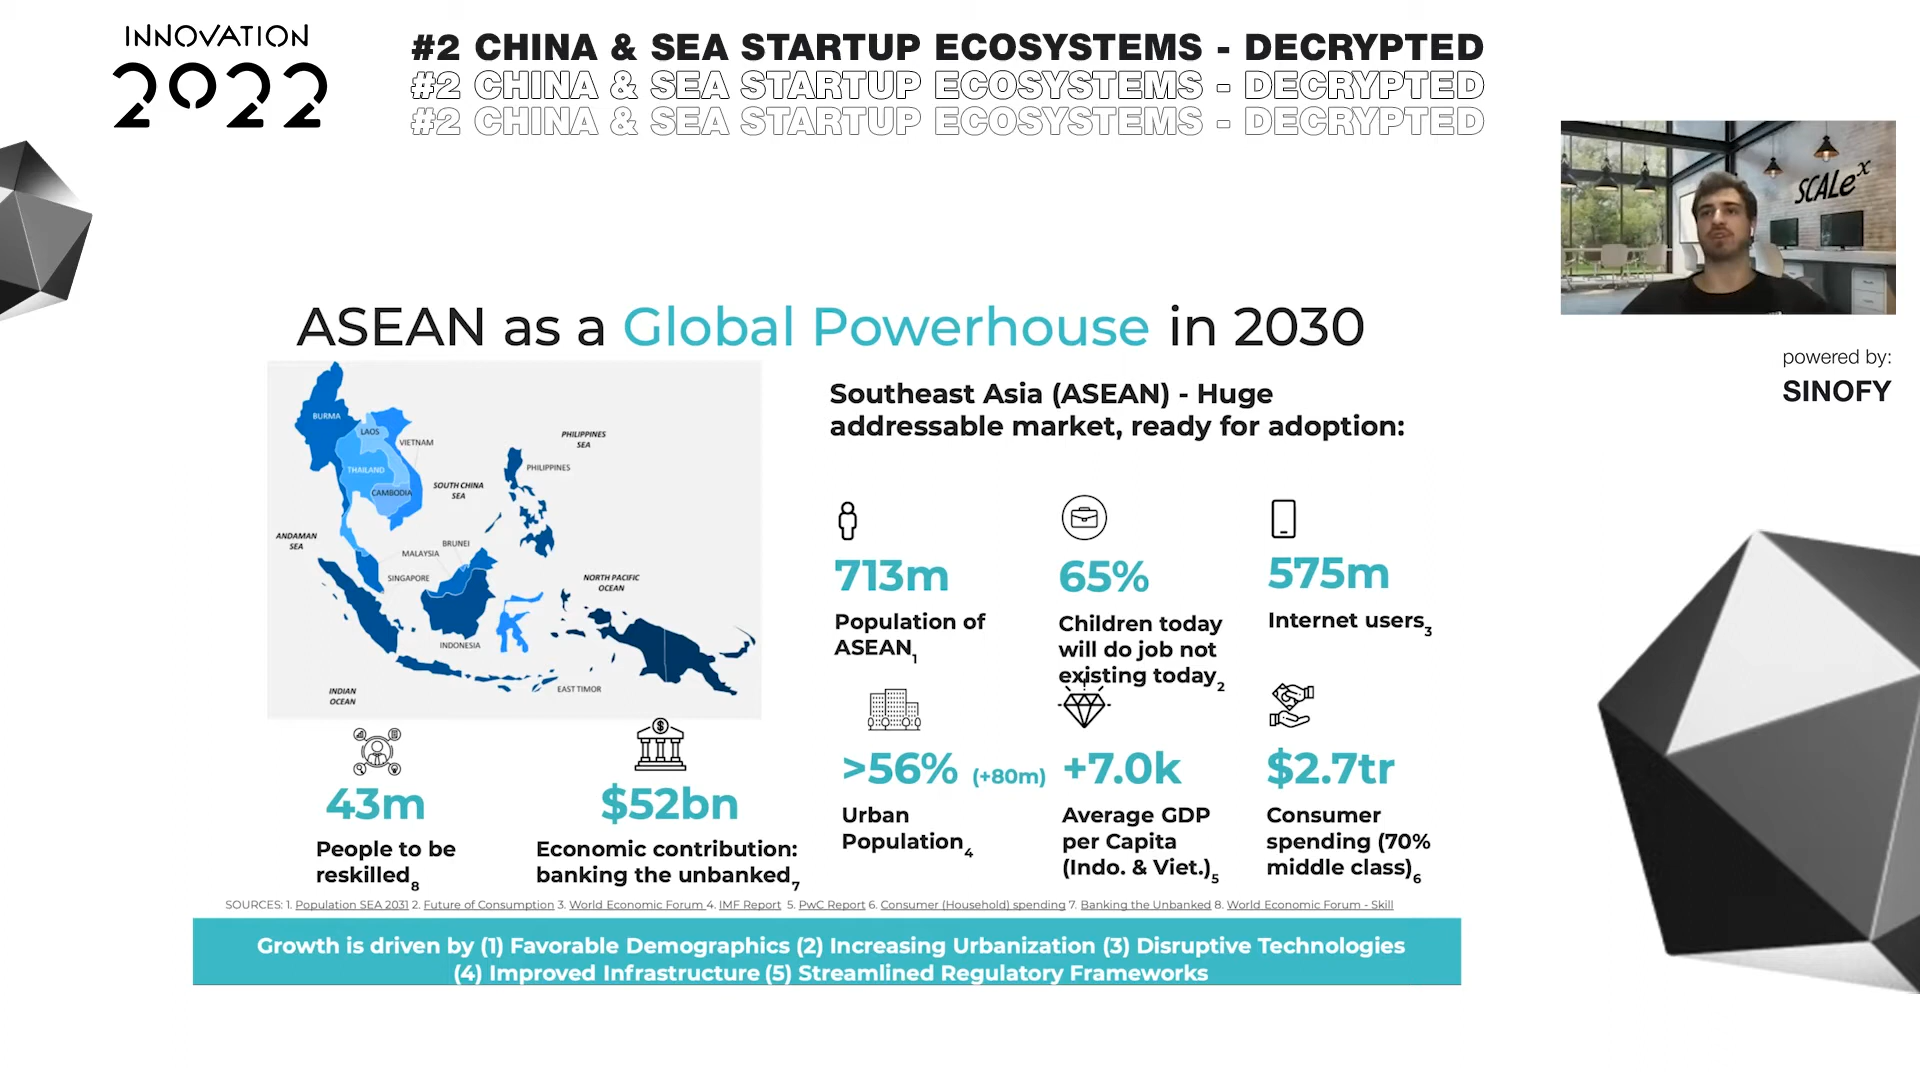 INNOVATION
2022
#2 CHINA & SEA STARTUP ECOSYSTEMS - DECRYPTED
#2 CHINA & SEA STARTUP ECOSYSTEMS - DECRYPTED
#2 CHINA & SEA STARTUP ECOSYSTEMS - DECRYPTED
SCALe x
powered by:
SINOFY
ASEAN as a Global Powerhouse in 2030
BURMA
LAOS
VIETNAM
THAILAND
CAMBODIA
PHILIPPINES
SEA
PHILIPPINES
SOUTH CHINA
SEA
ANDAMAN
SEA
BRUNEI
MALAYSIA
SINGAPORE
NORTH PACIFIC
OCEAN
INDONESIA
EAST TIMOR
INDIAN
OCEAN
Southeast Asia (ASEAN) - Huge
addressable market, ready for adoption:
713m
Population of
ASEAN1
65%
Children today
will do job not
existing today2
575m
Internet users3
>56% (+80m)
Urban
Population4
+7.0k
Average GDP
per Capita
(Indo. & Viet.)5
$2.7tr
Consumer
spending (70%
middle class)6
43m
People to be
reskilled8
$52bn
Economic contribution:
banking the unbanked7
SOURCES: 1. Population SEA 2031 2. Future of Consumption 3. World Economic Forum 4. IMF Report 5. PwC Report 6. Consumer (Household) spending 7. Banking the Unbanked 8. World Economic Forum - Skill
Growth is driven by (1) Favorable Demographics (2) Increasing Urbanization (3) Disruptive Technologies
(4) Improved Infrastructure (5) Streamlined Regulatory Frameworks